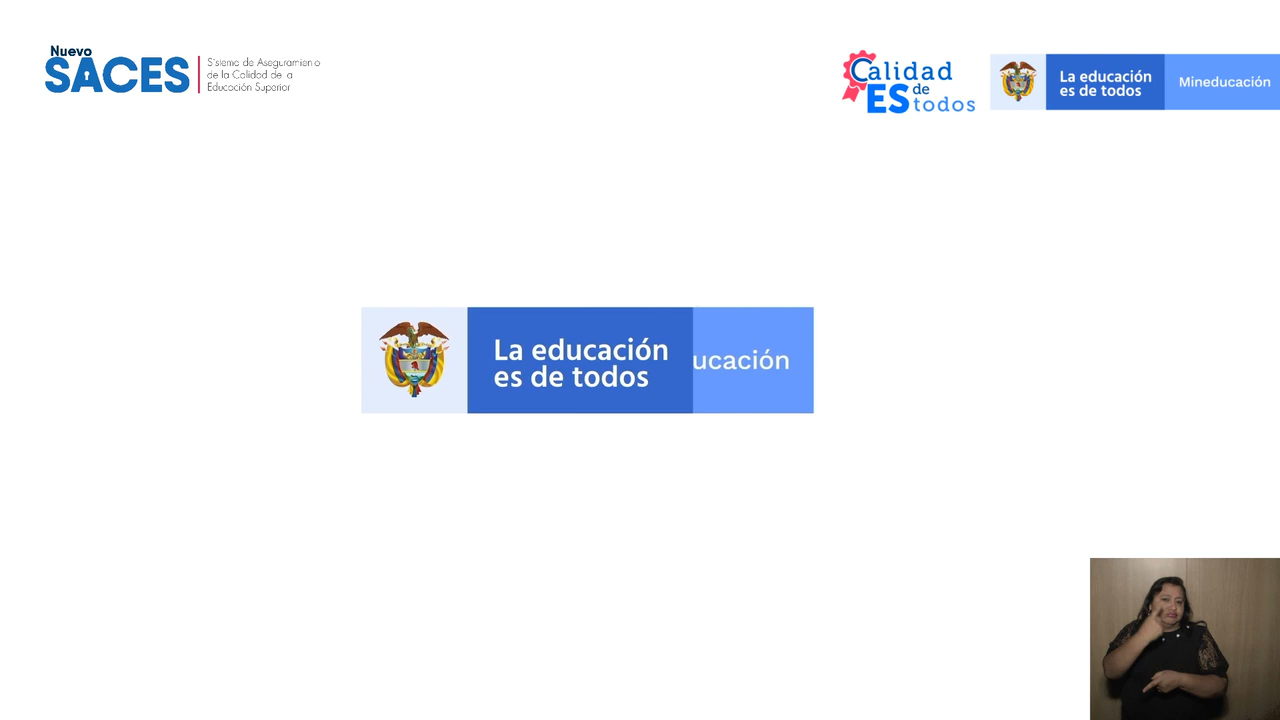 Nuevo
SACES
Sistema de Aseguramiento
de la Calidad de la
Educación Superior
Calidad
de
ES todos
La educación
es de todos
Mineducación
La educación
es de todos
ucación